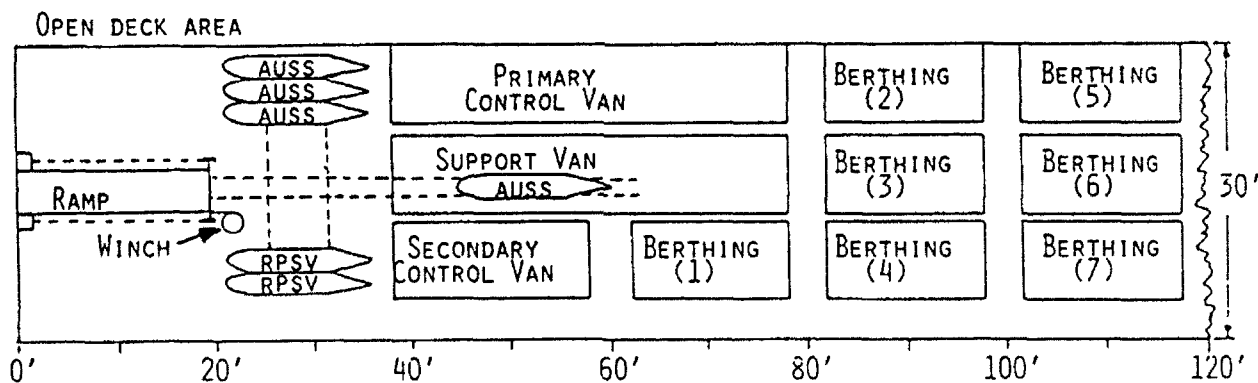 OPEN DECK AREA
AUSS
AUSS
AUSS
PRIMARY
CONTROL VAN
BERTHING
(2)
BERTHING
(5)
SUPPORT VAN
AUSS
BERTHING
(3)
BERTHING
(6)
30'
RAMP
WINCH
RPSV
RPSV
SECONDARY
CONTROL VAN
BERTHING
(1)
BERTHING
(4)
BERTHING
(7)
0'
20'
40'
60'
80'
100'
120'